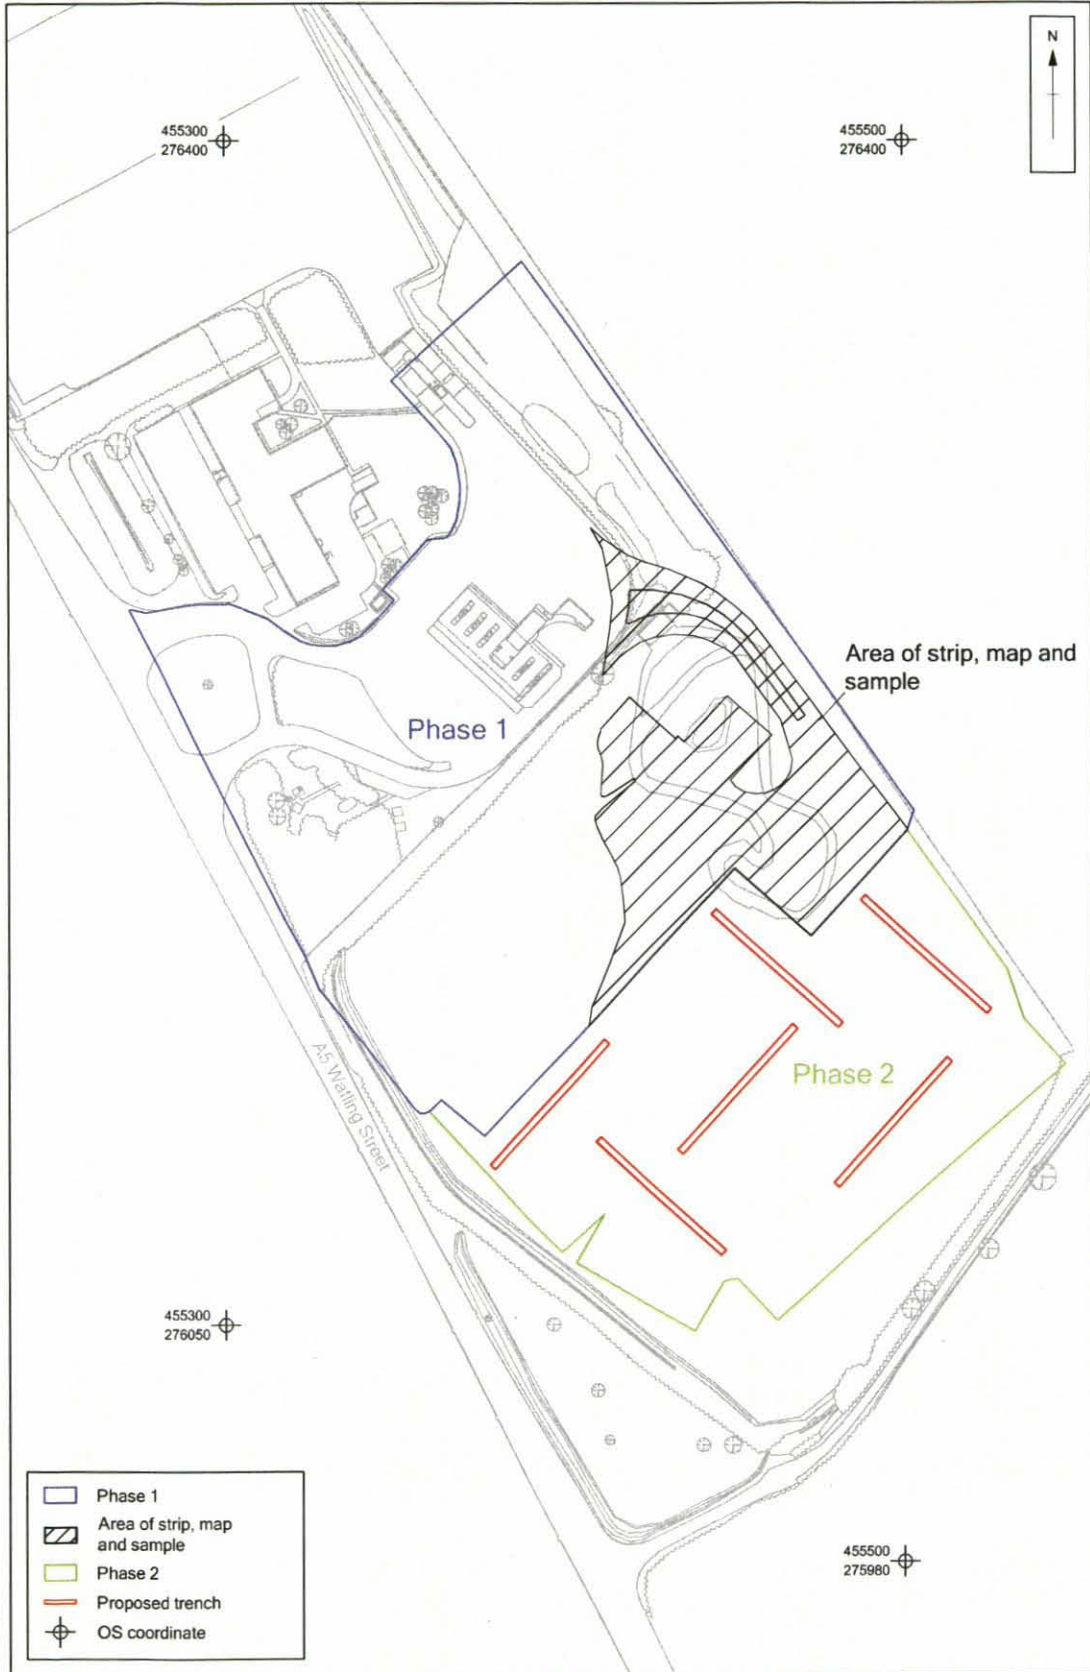 N
455300
276400
455500
276400
Area of strip, map and
sample
Phase 1
Phase 2
A5 Watling Street
455300
276050
455500
275980
Phase 1
Area of strip, map
and sample
Phase 2
Proposed trench
OS coordinate